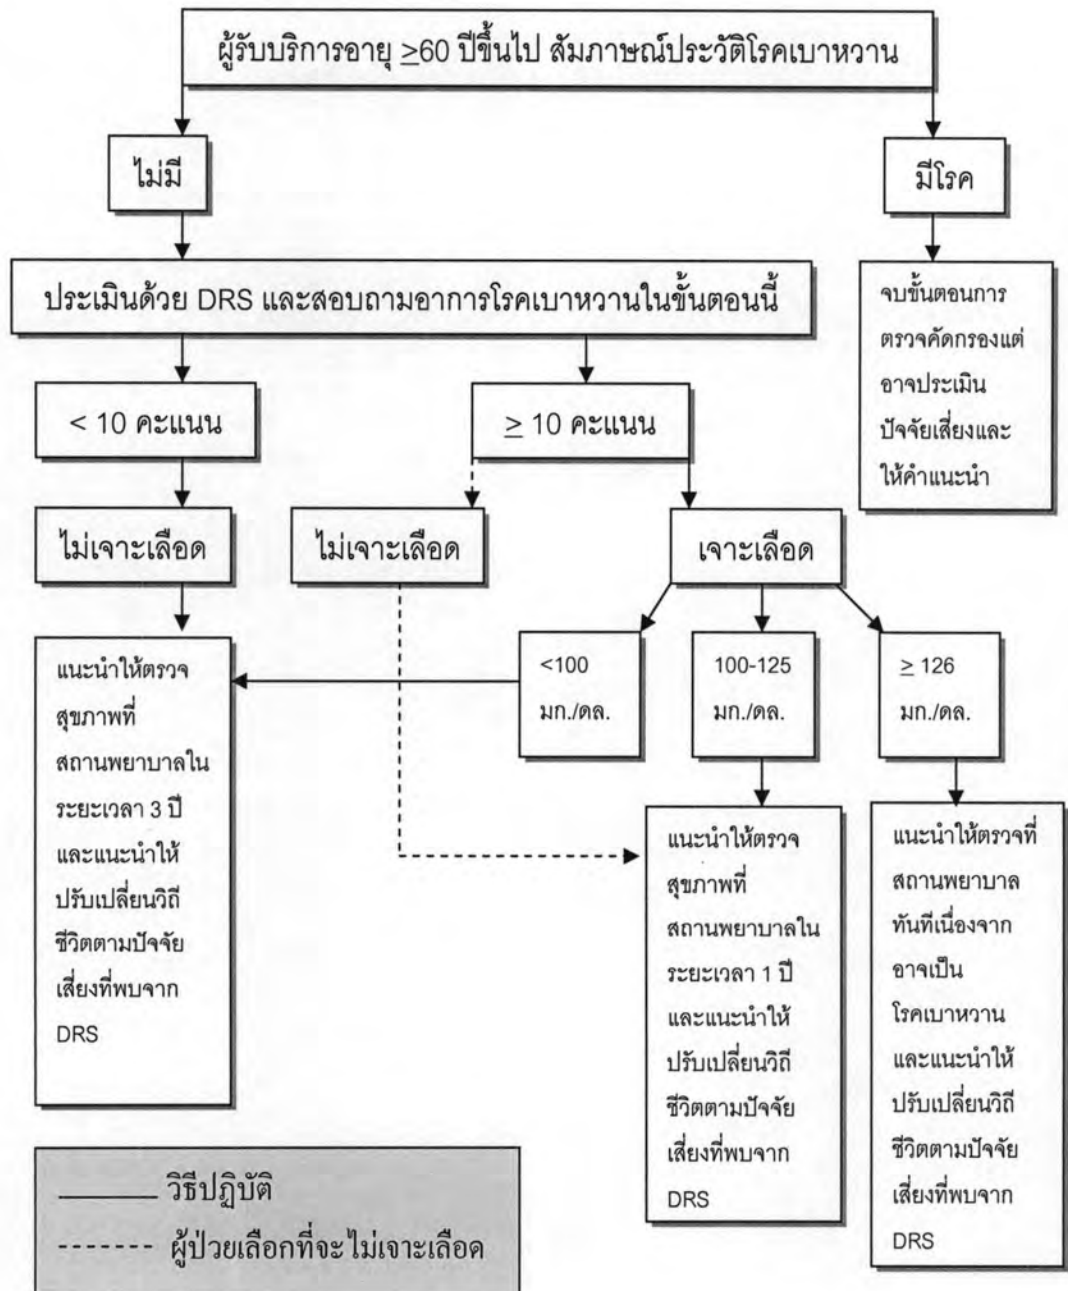 ผู้รับบริการอายุ ≥60 ปีขึ้นไป สัมภาษณ์ประวัติโรคเบาหวาน
ไม่มี
มีโรค
ประเมินด้วย DRS และสอบถามอาการโรคเบาหวานในขั้นตอนนี้
จบขั้นตอนการ
ตรวจคัดกรองแต่
อาจประเมิน
ปัจจัยเสี่ยงและ
ให้คำแนะนำ
< 10 คะแนน
≥ 10 คะแนน
ไม่เจาะเลือด
ไม่เจาะเลือด
เจาะเลือด
<100
มก./ดล.
100-125
มก./ดล.
≥ 126
มก./ดล.
แนะนำให้ตรวจ
สุขภาพที่
สถานพยาบาลใน
ระยะเวลา 3 ปี
และแนะนำให้
ปรับเปลี่ยนวิถี
ชีวิตตามปัจจัย
เสี่ยงที่พบจาก
DRS
แนะนำให้ตรวจ
สุขภาพที่
สถานพยาบาลใน
ระยะเวลา 1 ปี
และแนะนำให้
ปรับเปลี่ยนวิถี
ชีวิตตามปัจจัย
เสี่ยงที่พบจาก
DRS
แนะนำให้ตรวจที่
สถานพยาบาล
ทันทีเนื่องจาก
อาจเป็น
โรคเบาหวาน
และแนะนำให้
ปรับเปลี่ยนวิถี
ชีวิตตามปัจจัย
เสี่ยงที่พบจาก
DRS
วิธีปฏิบัติ
ผู้ป่วยเลือกที่จะไม่เจาะเลือด